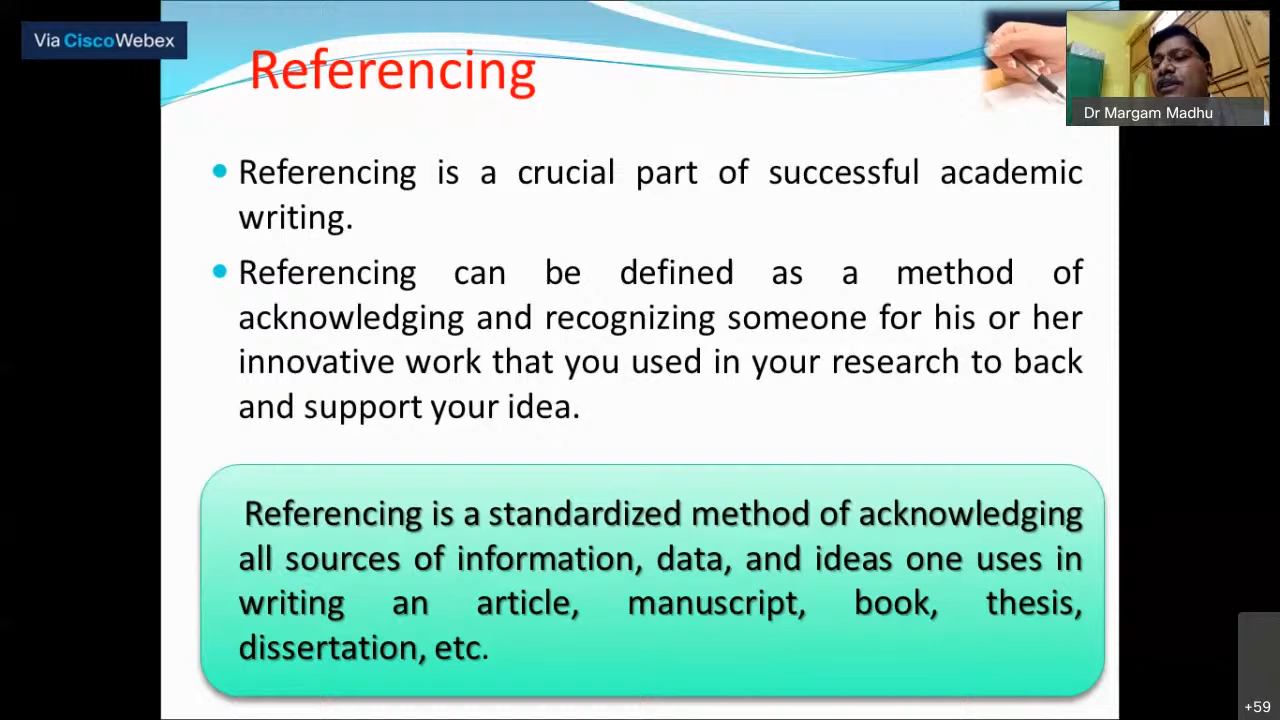 Via CiscoWebex
Referencing
Dr Margam Madhu
• Referencing is a crucial part of successful academic
writing.
• Referencing can be defined as a method of
acknowledging and recognizing someone for his or her
innovative work that you used in your research to back
and support your idea.
Referencing is a standardized method of acknowledging
all sources of information, data, and ideas one uses in
writing an article, manuscript, book, thesis,
dissertation, etc.
+59